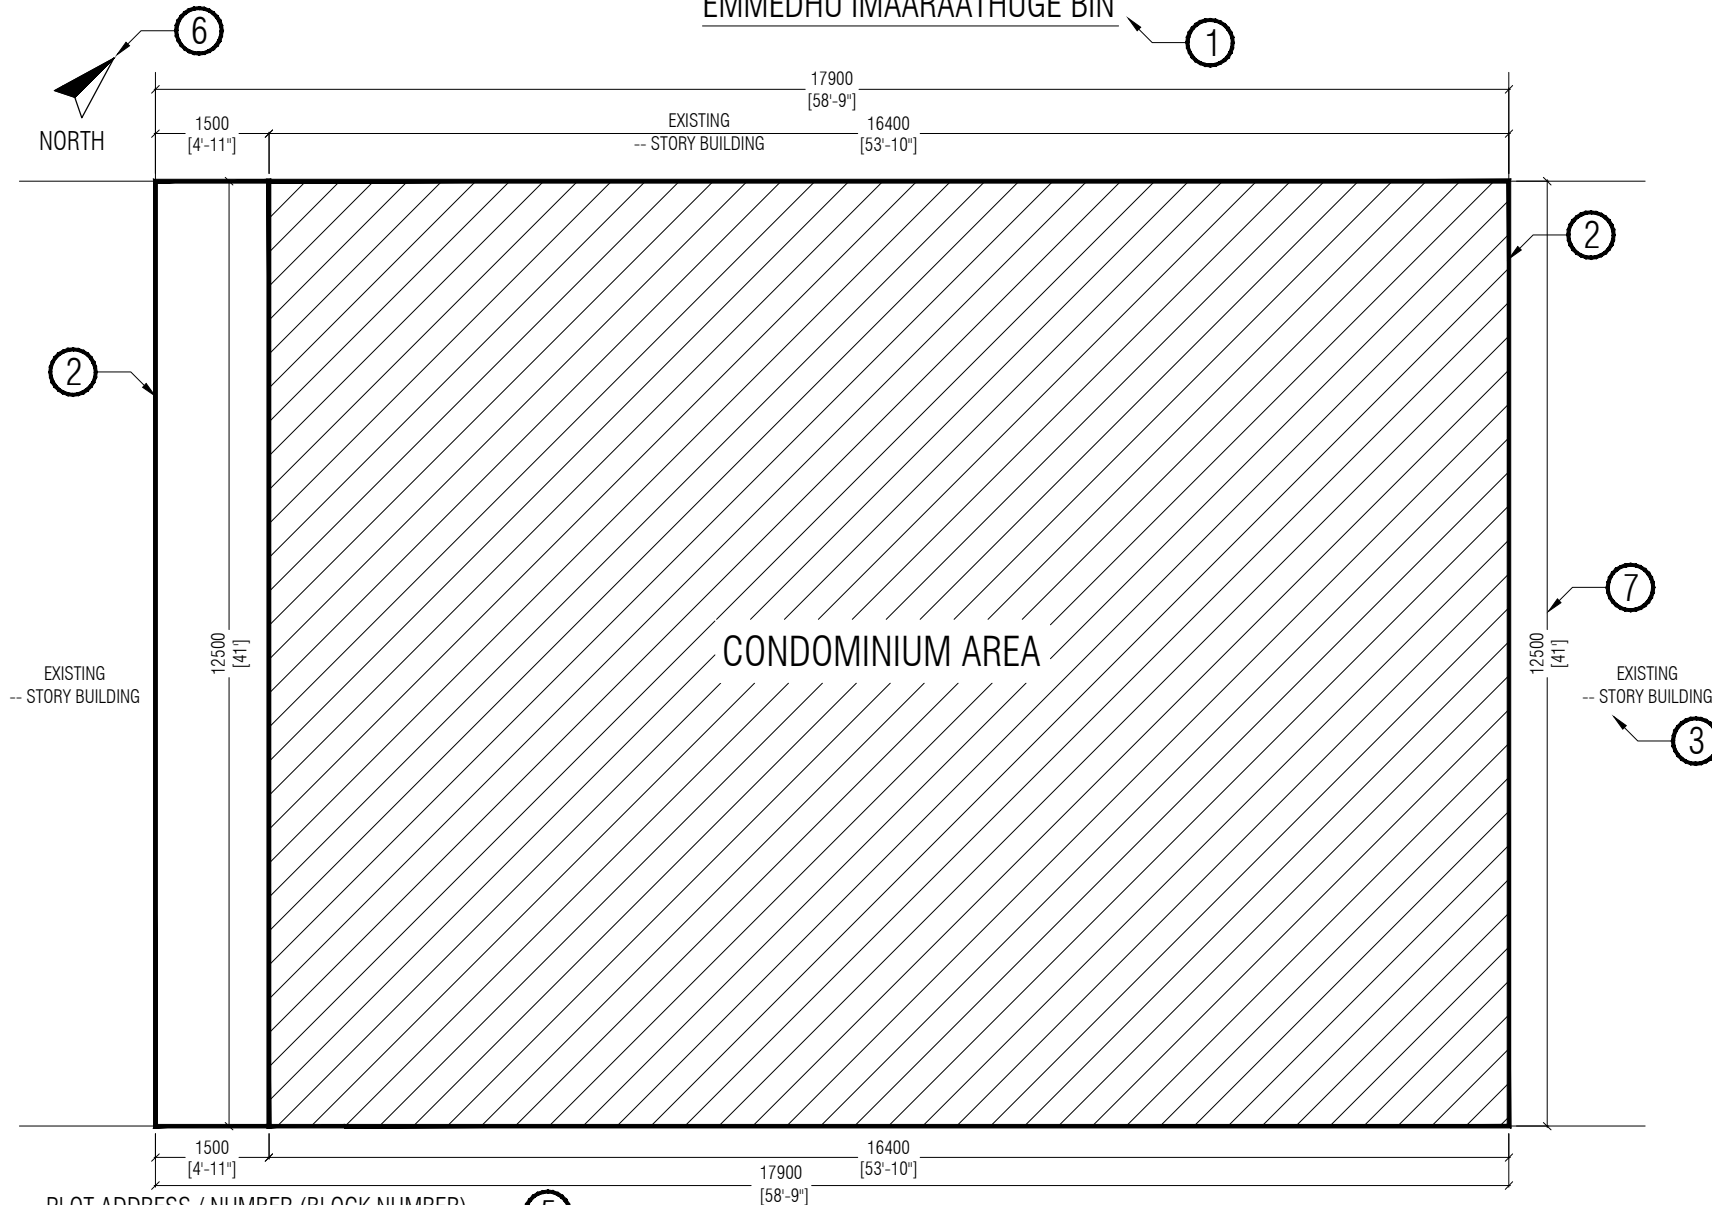 EMMEDHU IMAARAATHUGE BIN
6
1
17900
[58'-9"]
1500
[4'-11"]
EXISTING
-- STORY BUILDING
16400
[53'-10"]
NORTH
2
2
7
12500
[41']
CONDOMINIUM AREA
12500
[41']
EXISTING
-- STORY BUILDING
EXISTING
-- STORY BUILDING
3
1500
[4'-11"]
16400
[53'-10"]
17900
[58'-9"]
PLOT ADDRESS / NUMBER (BLOCK NUMBER)
5